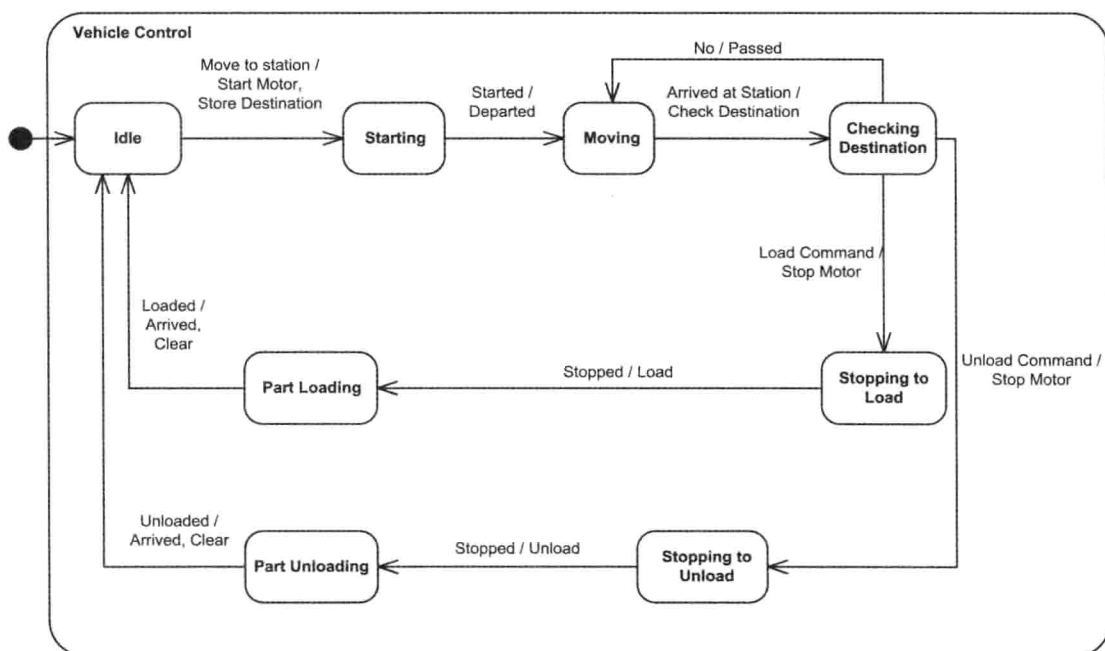 Vehicle Control
No / Passed
Move to station /
Start Motor,
Store Destination
Started /
Departed
Arrived at Station /
Check Destination
Idle
Starting
Moving
Checking
Destination
Load Command /
Stop Motor
Loaded /
Arrived,
Clear
Part Loading
Stopped / Load
Stopping to
Load
Unload Command /
Stop Motor
Unloaded /
Arrived, Clear
Part Unloading
Stopped / Unload
Stopping to
Unload